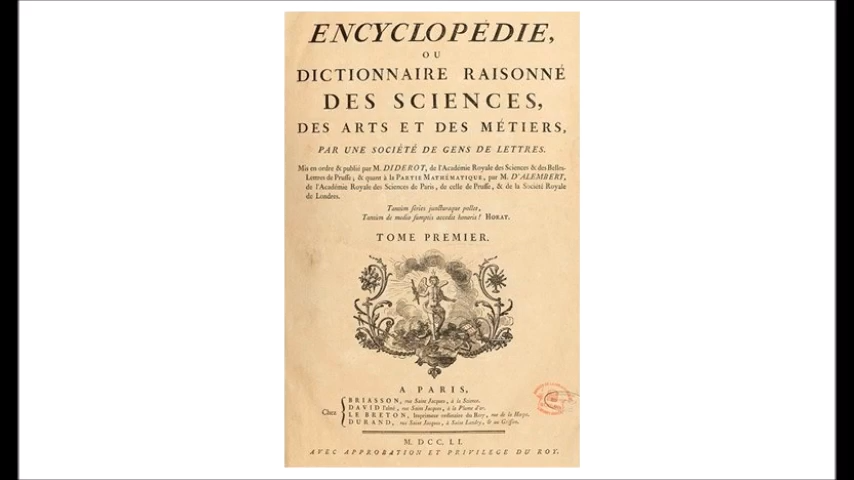 ENCYCLOPÉDIE,
OU
DICTIONNAIRE RAISONNÉ
DES SCIENCES,
DES ARTS ET DES MÉTIERS,
PAR UNE SOCIÉTÉ DE GENS DE LETTRES.
Mis en ordre & publié par M. DIDEROT, de l'Académie Royale des Sciences & des Belles-
Lettres de Prusse; & quant à la PARTIE MATHÉMATIQUE, par M. D'ALEMBERT,
de l'Académie Royale des Sciences de Paris, de celle de Prusse, & de la Société Royale
de Londres.
Tantùm series juncturaque pollet,
Tantùm de medio sumptis accedit honoris! HORAT.
TOME PREMIER.
A PARIS,
Chez
BRIASSON, rue Saint Jacques, à la Science.
DAVID l'aîné, rue Saint Jacques, à la Plume d'or.
LE BRETON, Imprimeur ordinaire du Roy, rue de la Harpe.
DURAND, rue Saint Jacques, à Saint Landry, & au Griffon.
M. DCC. LI.
AVEC APPROBATION ET PRIVILEGE DU ROY.